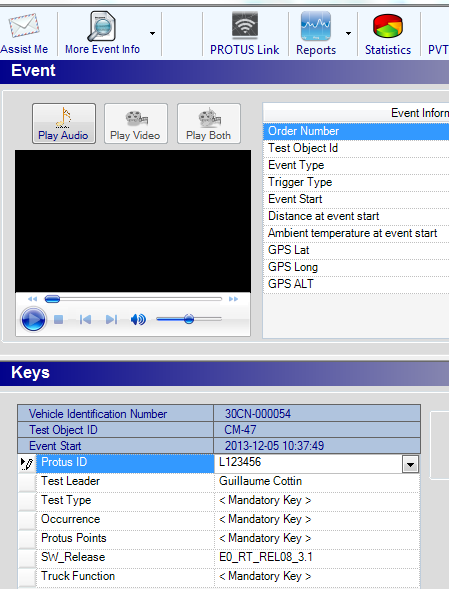 Assist Me More Event Info PROTUS Link Reports Statistics PVT
Event
Play Audio Play Video Play Both
Event Inform
Order Number
Test Object Id
Event Type
Trigger Type
Event Start
Distance at event start
Ambient temperature at event start
GPS Lat
GPS Long
GPS ALT
Keys
Vehicle Identification Number 30CN-000054
Test Object ID CM-47
Event Start 2013-12-05 10:37:49
Protus ID L123456
Test Leader Guillaume Cottin
Test Type < Mandatory Key >
Occurrence < Mandatory Key >
Protus Points < Mandatory Key >
SW_Release E0_RT_REL08_3.1
Truck Function < Mandatory Key >